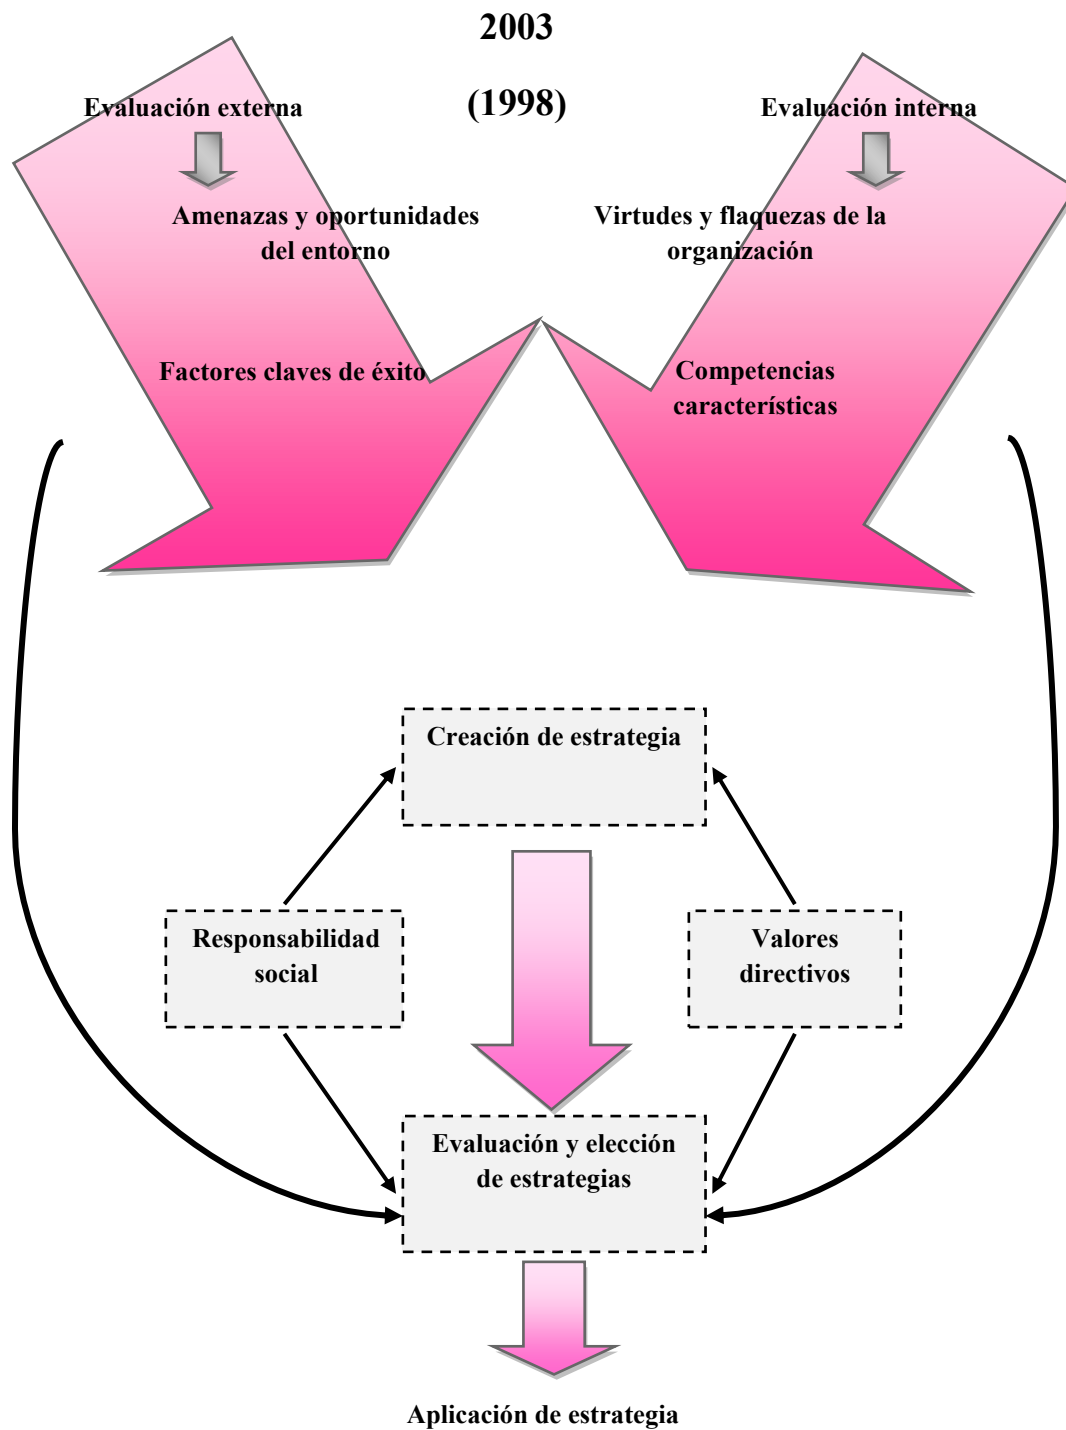 2003
(1998)
Evaluación externa
Evaluación interna
Amenazas y oportunidades
del entorno
Virtudes y flaquezas de la
organización
Factores claves de éxito
Competencias
características
Creación de estrategia
Responsabilidad
social
Valores
directivos
Evaluación y elección
de estrategias
Aplicación de estrategia